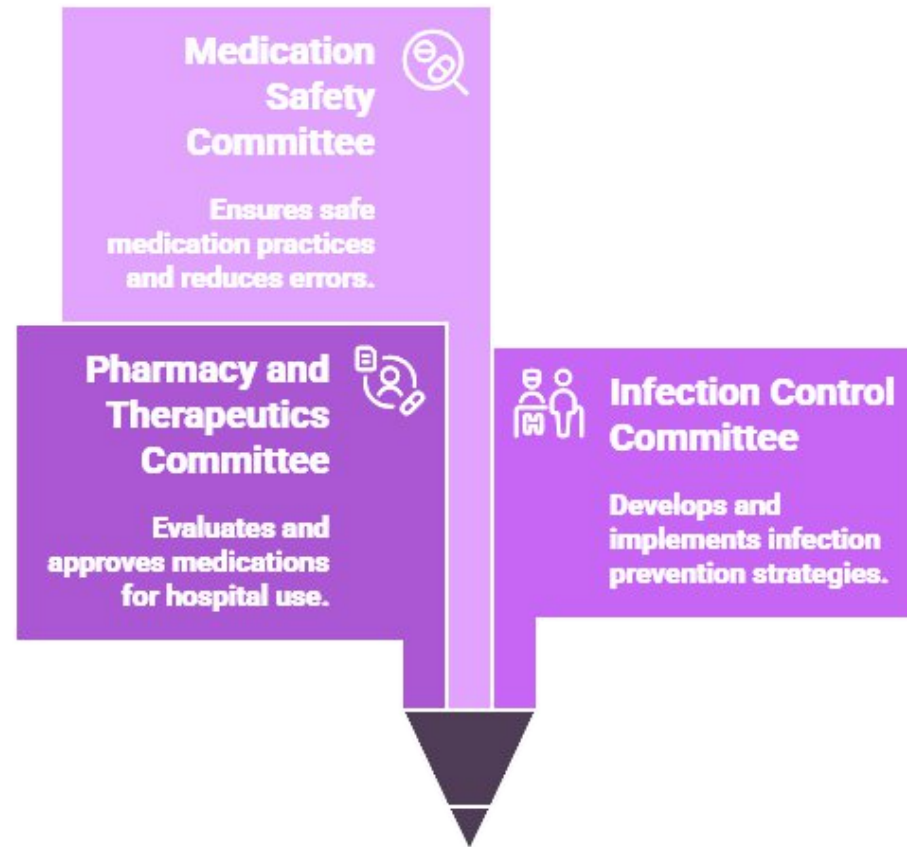 Medication
Safety
Committee
Ensures safe
medication practices
and reduces errors.
Pharmacy and
Therapeutics
Committee
Evaluates and
approves medications
for hospital use.
Infection Control
Committee
Develops and
implements infection
prevention strategies.